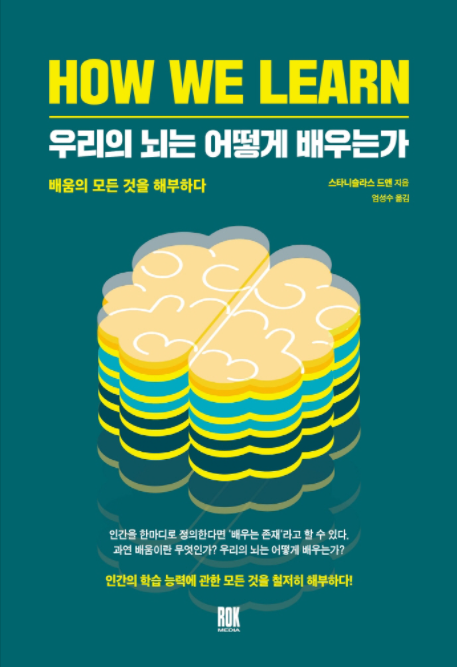 HOW WE LEARN
우리의 뇌는 어떻게 배우는가
배움의 모든 것을 해부하다
스타니슬라스 드앤 지음
엄성수 옮김
인간을 한마디로 정의한다면 '배우는 존재'라고 할 수 있다.
과연 배움이란 무엇인가? 우리의 뇌는 어떻게 배우는가?
인간의 학습 능력에 관한 모든 것을 철저히 해부하다!
ROK
MEDIA